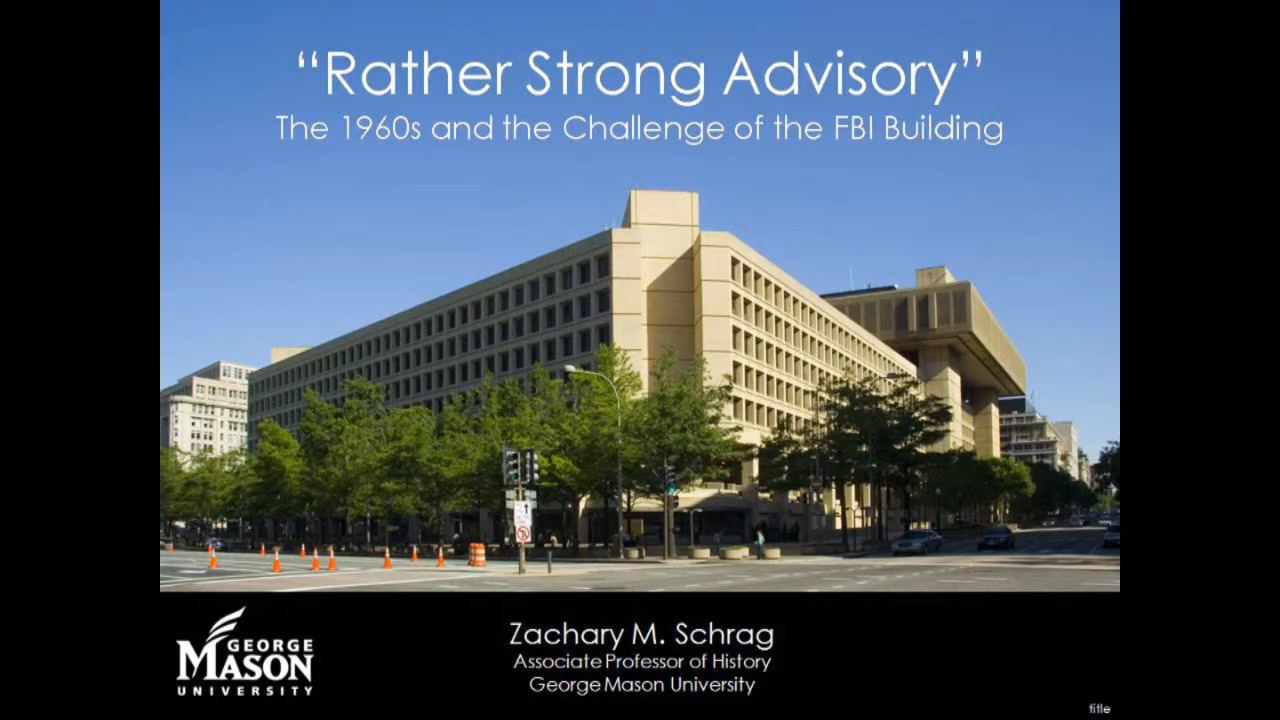 “Rather Strong Advisory”
The 1960s and the Challenge of the FBI Building
GEORGE
MASON
UNIVERSITY
Zachary M. Schrag
Associate Professor of History
George Mason University
title